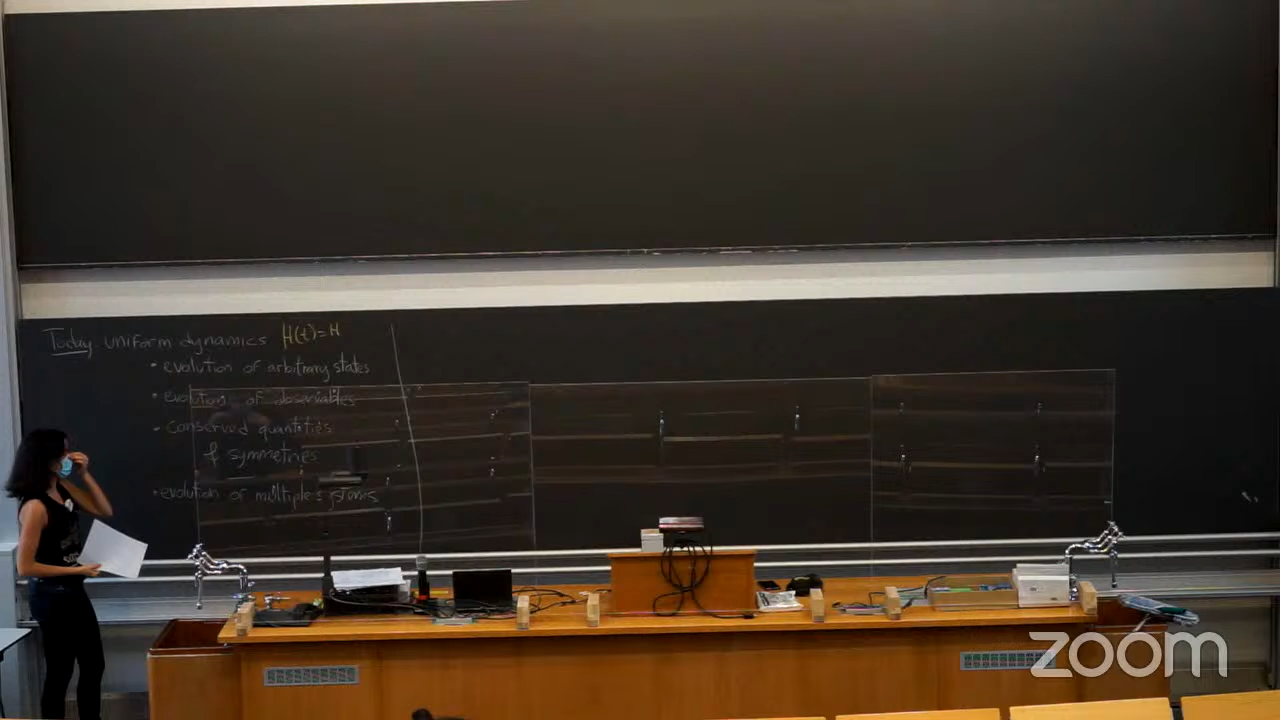 Today uniform dynamics H(t)=H
• evolution of arbitrary states
• evolution of observables
• conserved quantities
& symmetries
• evolution of multiple systems
zoom